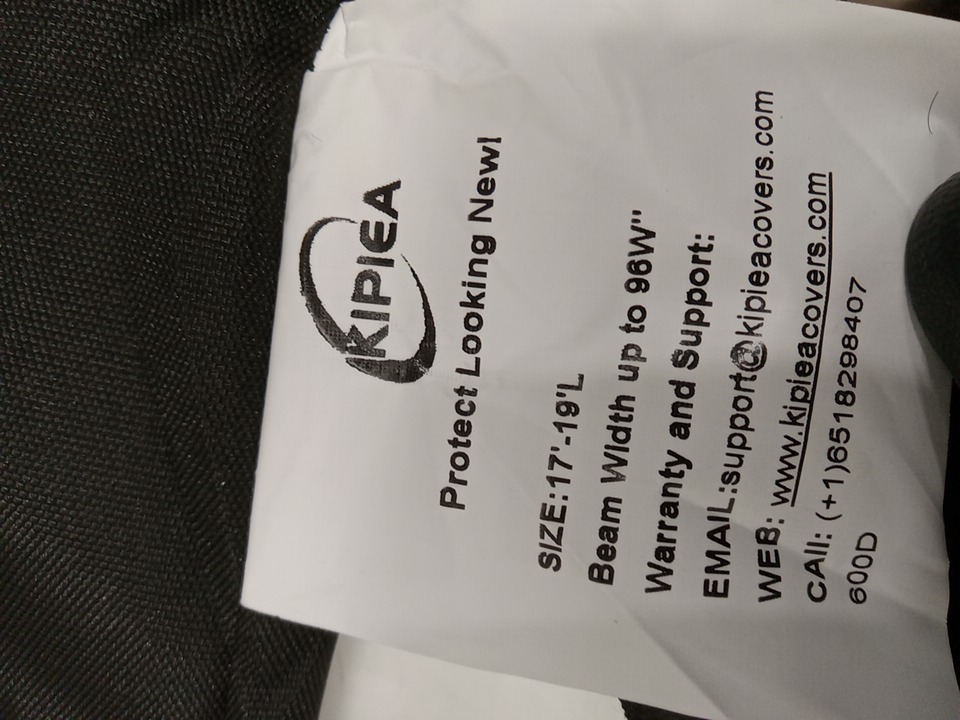 KIPIEA
Protect Looking New!
SIZE:17'-19'L
Beam Width up to 96W"
Warranty and Support:
EMAIL:support@kipieacovers.com
WEB: www.kipieacovers.com
CAll: (+1)6518298407
600D